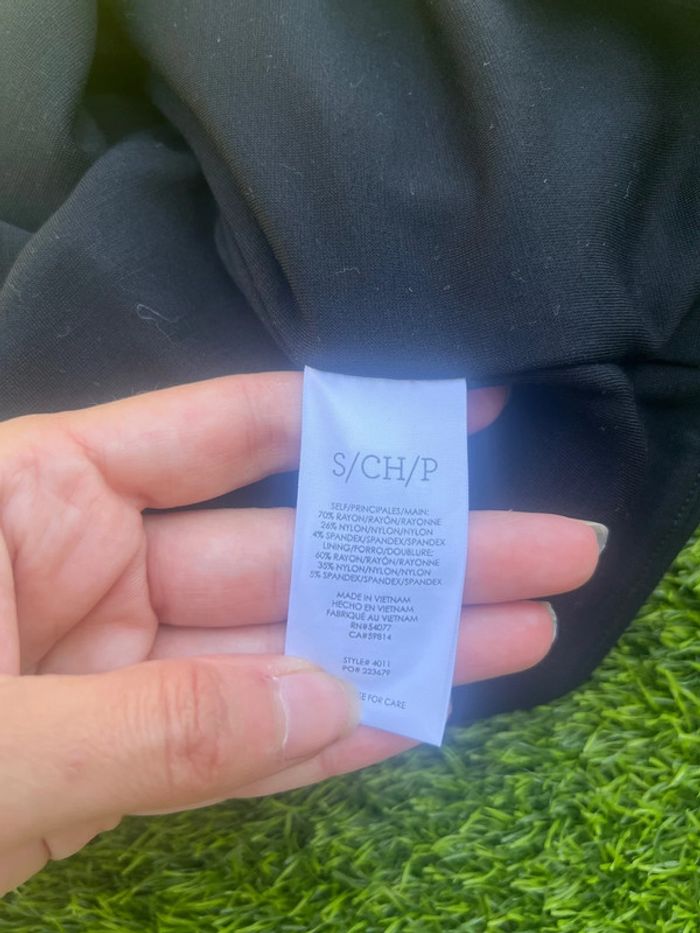 S/CH/P
SELF/PRINCIPALES/MAIN:
70% RAYON/RAYÓN/RAYONNE
26% NYLON/NYLON/NYLON
4% SPANDEX/SPANDEX/SPANDEX
LINING/FORRO/DOUBLURE:
60% RAYON/RAYÓN/RAYONNE
35% NYLON/NYLON/NYLON
5% SPANDEX/SPANDEX/SPANDEX
MADE IN VIETNAM
HECHO EN VIETNAM
FABRIQUÉ AU VIETNAM
RN#54077
CA#59814
STYLE# 4011
PO# 223679
FOR CARE